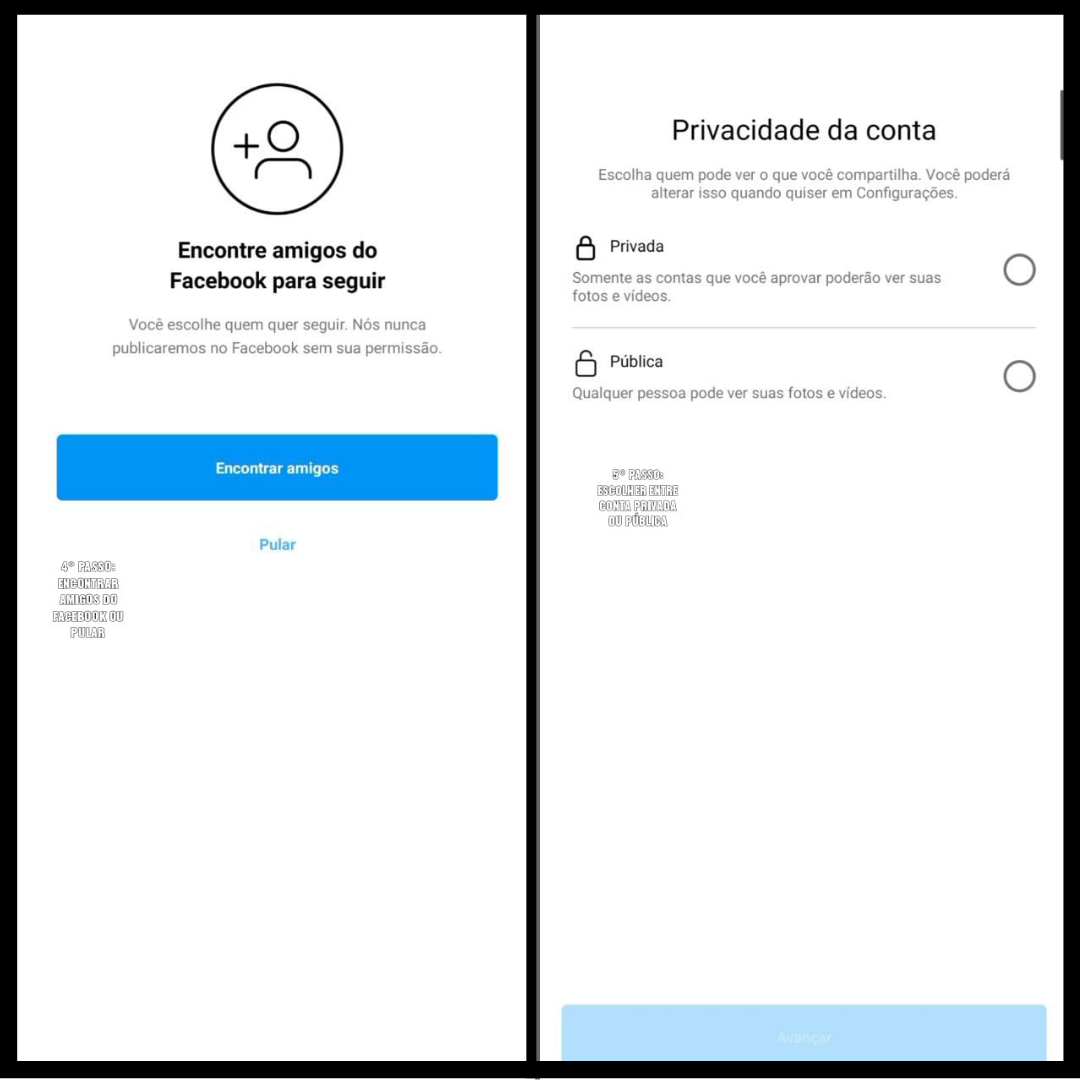 Encontre amigos do
Facebook para seguir
Você escolhe quem quer seguir. Nós nunca
publicaremos no Facebook sem sua permissão.
Encontrar amigos
Pular
4º PASSO:
ENCONTRAR
AMIGOS DO
FACEBOOK OU
PULAR
Privacidade da conta
Escolha quem pode ver o que você compartilha. Você poderá
alterar isso quando quiser em Configurações.
Privada
Somente as contas que você aprovar poderão ver suas
fotos e vídeos.
Pública
Qualquer pessoa pode ver suas fotos e vídeos.
5º PASSO:
ESCOLHER ENTRE
CONTA PRIVADA
OU PÚBLICA
Avançar